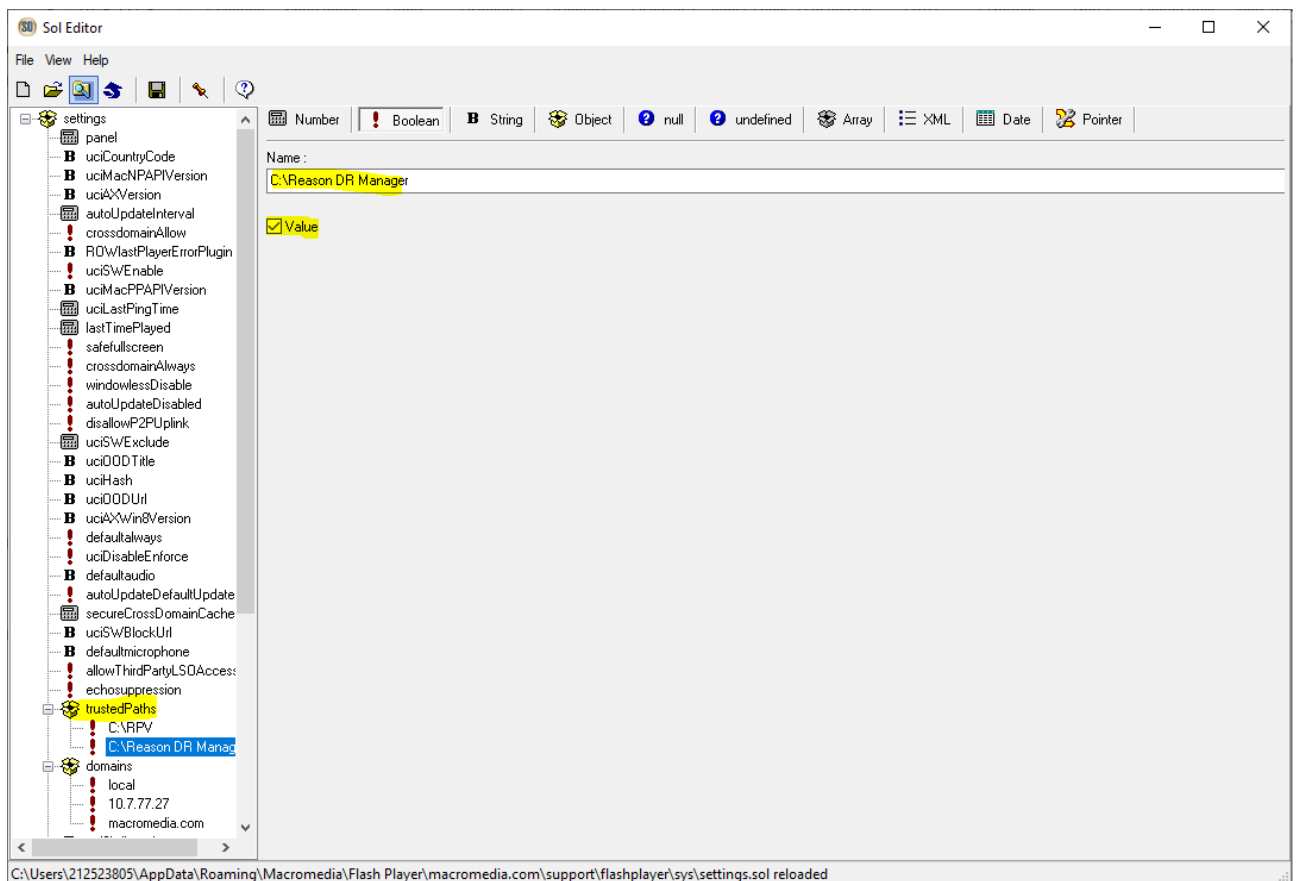 Sol Editor
File View Help
Number Boolean B String Object null undefined Array XML Date Pointer
Name :
C:\Reason DR Manager
Value
settings
panel
B uciCountryCode
B uciMacNPAPIVersion
B uciAXVersion
autoUpdateInterval
crossdomainAllow
B ROWlastPlayerErrorPlugin
uciSWEnable
B uciMacPPAPIVersion
uciLastPingTime
lastTimePlayed
safefullscreen
crossdomainAlways
windowlessDisable
autoUpdateDisabled
disallowP2PUplink
uciSWExclude
B uciOODTitle
B uciHash
B uciOODUrl
B uciAXWin8Version
defaultalways
uciDisableEnforce
B defaultaudio
autoUpdateDefaultUpdate
secureCrossDomainCache
B uciSWBlockUrl
B defaultmicrophone
allowThirdPartyLSOAccess
echosuppression
trustedPaths
C:\RPV
C:\Reason DR Manag
domains
local
10.7.77.27
macromedia.com
C:\Users\212523805\AppData\Roaming\Macromedia\Flash Player\macromedia.com\support\flashplayer\sys\settings.sol reloaded